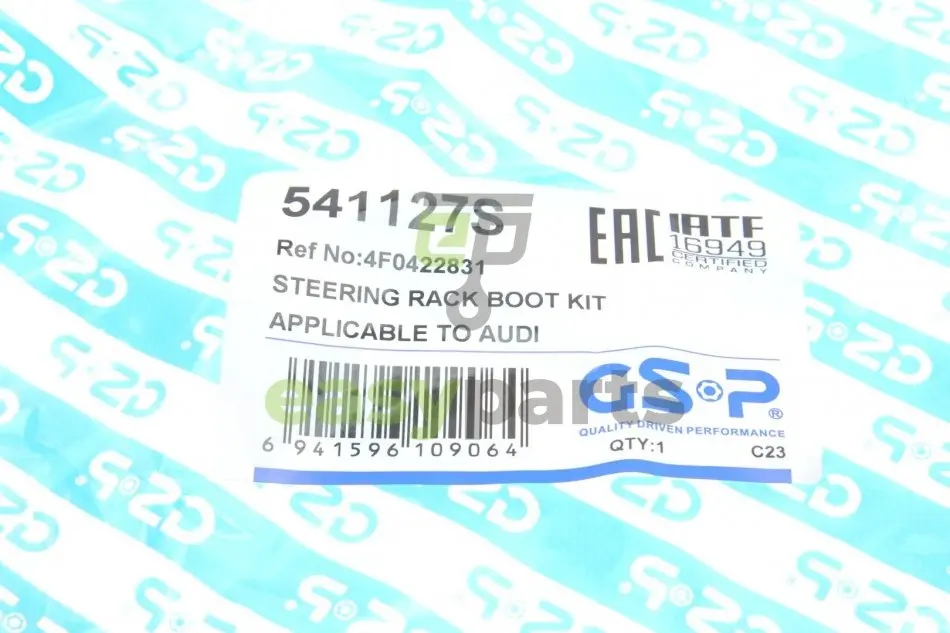 541127S
Ref No:4F0422831
STEERING RACK BOOT KIT
APPLICABLE TO AUDI
EAC
IATF
16949
CERTIFIED
COMPANY
easyparts
6 941596 109064
GSP®
QUALITY DRIVEN PERFORMANCE
QTY:1
C23